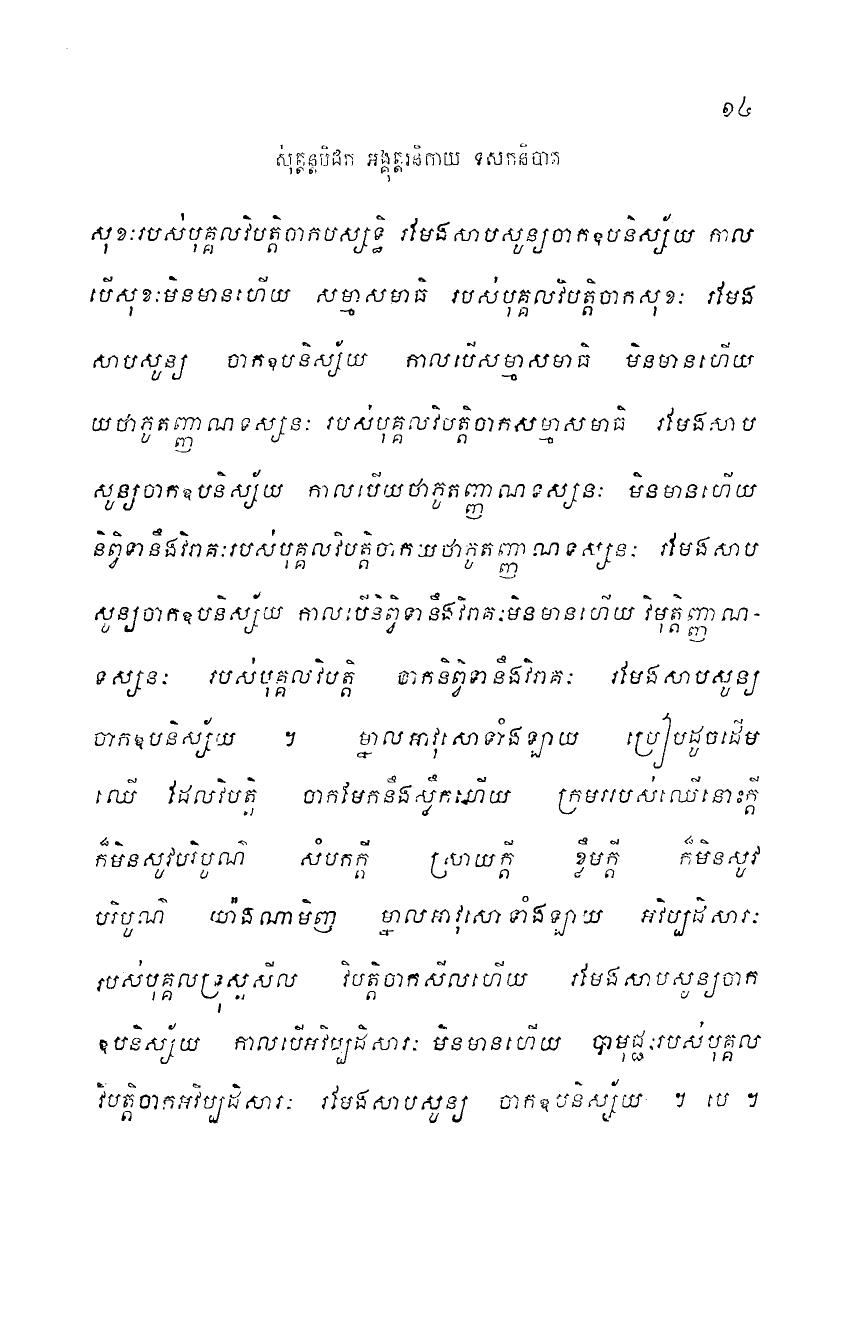 ១៤
សុត្តន្តបិដក អង្គុត្តរនិកាយ ទសកនិបាត
សុខៈរបស់បុគ្គលវិបត្តិចាកបស្សទ្ធិ រមែងសាបសូន្យចាកឧបនិស្ស័យ កាល
បើសុខៈមិនមានហើយ សម្មាសមាធិ របស់បុគ្គលវិបត្តិចាកសុខៈ រមែង
សាបសូន្យ ចាកឧបនិស្ស័យ កាលបើសម្មាសមាធិ មិនមានហើយ
យថាភូតញ្ញាណទស្សនៈ របស់បុគ្គលវិបត្តិចាកសម្មាសមាធិ រមែងសាប
សូន្យចាកឧបនិស្ស័យ កាលបើយថាភូតញ្ញាណទស្សនៈ មិនមានហើយ
និព្វិទានឹងវិរាគៈរបស់បុគ្គលវិបត្តិចាកយថាភូតញ្ញាណទស្សនៈ រមែងសាប
សូន្យចាកឧបនិស្ស័យ កាលបើនិព្វិទានឹងវិរាគៈមិនមានហើយ វិមុត្តិញ្ញាណ-
ទស្សនៈ របស់បុគ្គលវិបត្តិ ចាកនិព្វិទានឹងវិរាគៈ រមែងសាបសូន្យ
ចាកឧបនិស្ស័យ ។ ម្នាលអាវុសោទាំងឡាយ ប្រៀបដូចដើម
ឈើ ដែលវិបត្តិ ចាកមែកនឹងស្លឹកហើយ ក្រមររបស់ឈើនោះក្តី
ក៏មិនសូវបរិបូណ៌ សំបកក្តី ស្រាយក្តី ខ្លឹមក្តី ក៏មិនសូវ
បរិបូណ៌ យ៉ាងណាមិញ ម្នាលអាវុសោទាំងឡាយ អវិប្បដិសារៈ
របស់បុគ្គលទ្រុស្តសីល វិបត្តិចាកសីលហើយ រមែងសាបសូន្យចាក
ឧបនិស្ស័យ កាលបើអវិប្បដិសារៈ មិនមានហើយ បាមុជ្ជៈរបស់បុគ្គល
វិបត្តិចាកអវិប្បដិសារៈ រមែងសាបសូន្យ ចាកឧបនិស្ស័យ ។ បេ ។